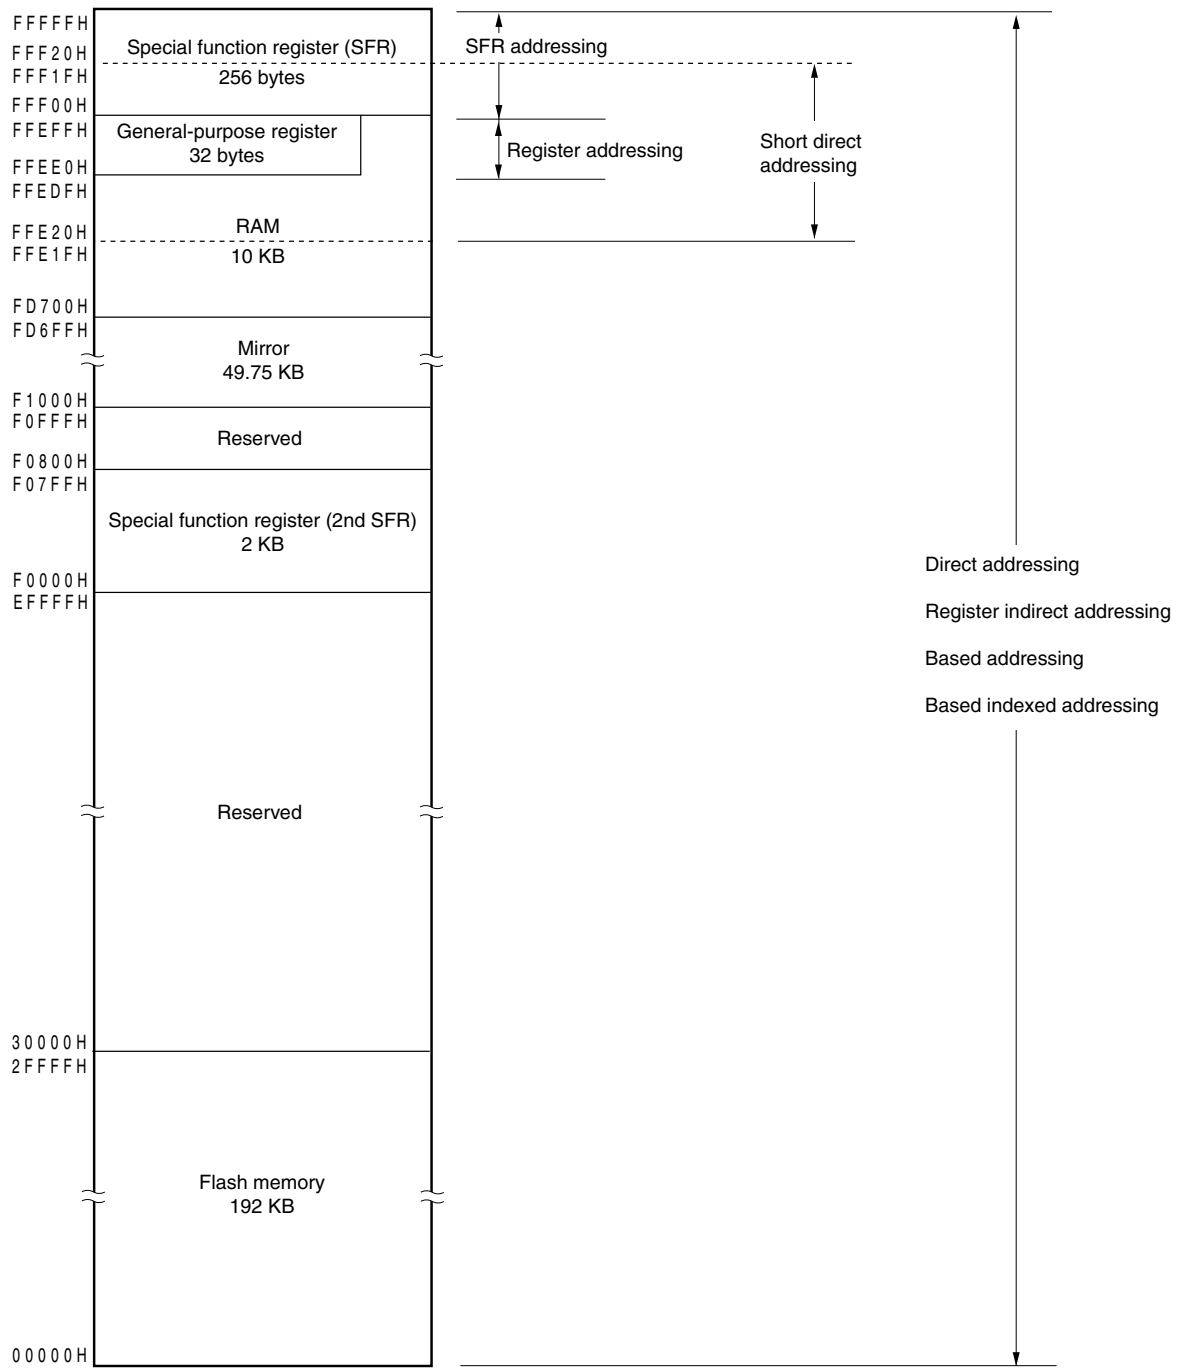 FFFFFH
FFF20H
FFF1FH
FFF00H
FFEFFH
FFEE0H
FFEDFH
FFE20H
FFE1FH
FD700H
FD6FFH
F1000H
F0FFFH
F0800H
F07FFH
F0000H
EFFFFH
30000H
2FFFFH
00000H
Special function register (SFR)
256 bytes
General-purpose register
32 bytes
RAM
10 KB
Mirror
49.75 KB
Reserved
Special function register (2nd SFR)
2 KB
Reserved
Flash memory
192 KB
SFR addressing
Register addressing
Short direct
addressing
Direct addressing
Register indirect addressing
Based addressing
Based indexed addressing